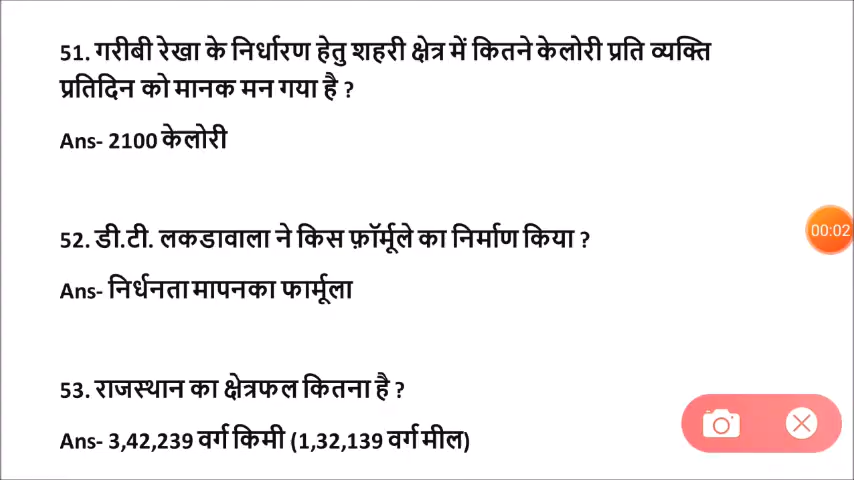 51. गरीबी रेखा के निर्धारण हेतु शहरी क्षेत्र में कितने केलोरी प्रति व्यक्ति
प्रतिदिन को मानक मन गया है ?
Ans- 2100 केलोरी
52. डी.टी. लकडावाला ने किस फ़ॉर्मूले का निर्माण किया ?
00:02
Ans- निर्धनता मापनका फार्मूला
53. राजस्थान का क्षेत्रफल कितना है ?
Ans- 3,42,239 वर्ग किमी (1,32,139 वर्ग मील)